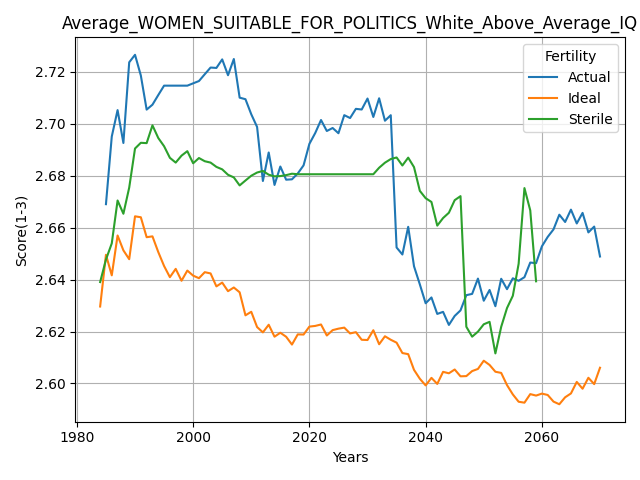 Average_WOMEN_SUITABLE_FOR_POLITICS_White_Above_Average_IQ
Fertility
Actual
Ideal
Sterile
2.72
2.70
2.68
2.66
2.64
2.62
2.60
Score(1-3)
1980
2000
2020
2040
2060
Years